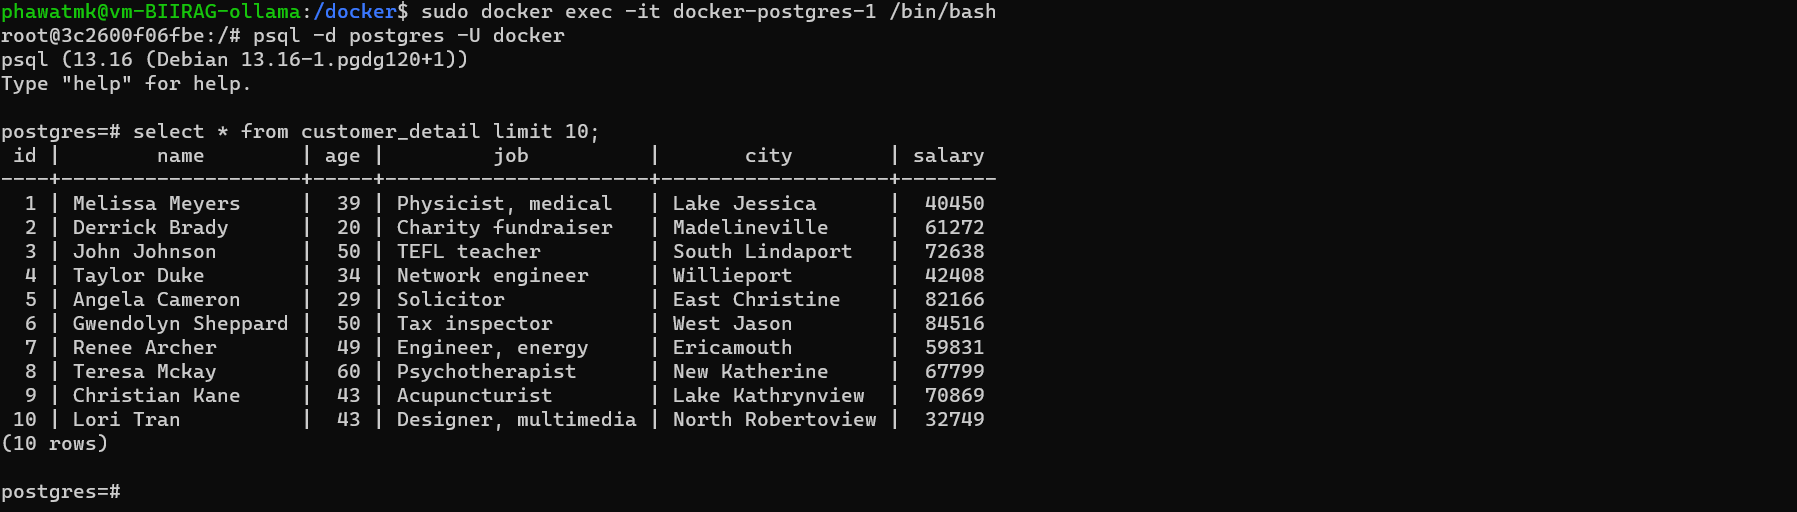 phawatmk@vm-BIIRAG-ollama:/docker$ sudo docker exec -it docker-postgres-1 /bin/bash
root@3c2600f06fbe:/# psql -d postgres -U docker
psql (13.16 (Debian 13.16-1.pgdg120+1))
Type "help" for help.

postgres=# select * from customer_detail limit 10;
 id |        name        | age |         job          |       city        | salary
----+--------------------+-----+----------------------+-------------------+--------
  1 | Melissa Meyers     |  39 | Physicist, medical   | Lake Jessica      |  40450
  2 | Derrick Brady      |  20 | Charity fundraiser   | Madelineville     |  61272
  3 | John Johnson       |  50 | TEFL teacher         | South Lindaport   |  72638
  4 | Taylor Duke        |  34 | Network engineer     | Willieport        |  42408
  5 | Angela Cameron     |  29 | Solicitor            | East Christine    |  82166
  6 | Gwendolyn Sheppard |  50 | Tax inspector        | West Jason        |  84516
  7 | Renee Archer       |  49 | Engineer, energy     | Ericamouth        |  59831
  8 | Teresa Mckay       |  60 | Psychotherapist      | New Katherine     |  67799
  9 | Christian Kane     |  43 | Acupuncturist        | Lake Kathrynview  |  70869
 10 | Lori Tran          |  43 | Designer, multimedia | North Robertoview |  32749
(10 rows)

postgres=#